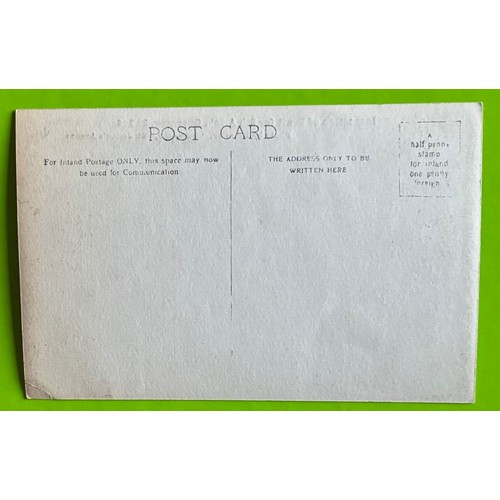 POST CARD
For Inland Postage ONLY, this space may now
be used for Communication
THE ADDRESS ONLY TO BE
WRITTEN HERE
A
half penny
stamp
for inland
one penny
foreign